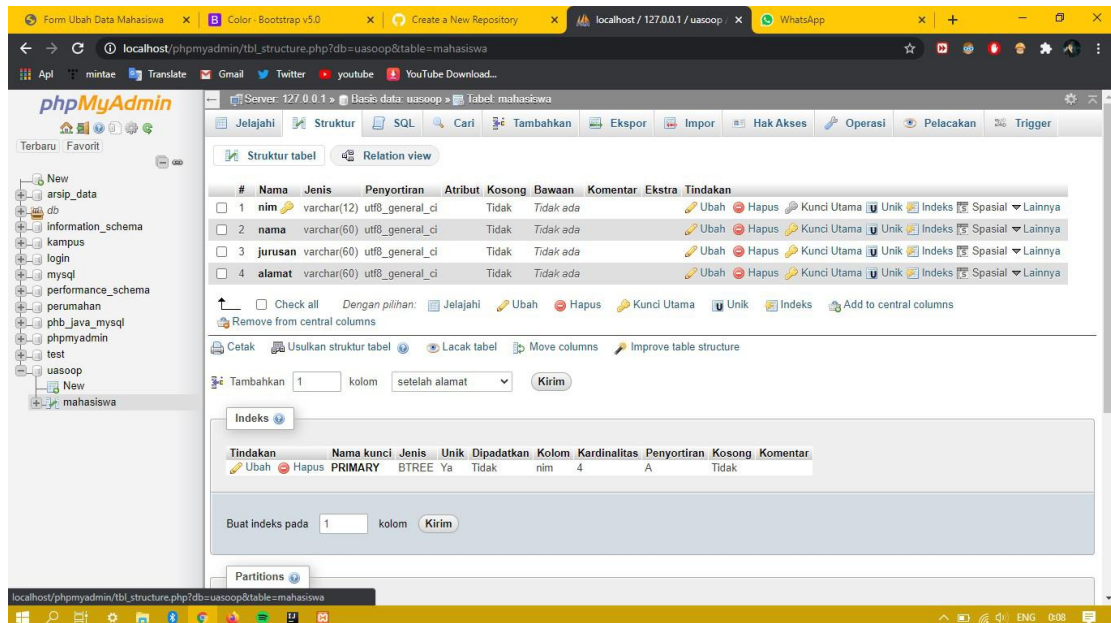 Form Ubah Data Mahasiswa
Color · Bootstrap v5.0
Create a New Repository
localhost / 127.0.0.1 / uasoop /
WhatsApp
localhost/phpmyadmin/tbl_structure.php?db=uasoop&table=mahasiswa
Apl mintae Translate Gmail Twitter youtube YouTube Download...
phpMyAdmin
Terbaru Favorit
New
arsip_data
db
information_schema
kampus
login
mysql
performance_schema
perumahan
phb_java_mysql
phpmyadmin
test
uasoop
New
mahasiswa
Server: 127.0.0.1 » Basis data: uasoop » Tabel: mahasiswa
Jelajahi Struktur SQL Cari Tambahkan Ekspor Impor Hak Akses Operasi Pelacakan Trigger
Struktur tabel Relation view
# Nama Jenis Penyortiran Atribut Kosong Bawaan Komentar Ekstra Tindakan
1 nim varchar(12) utf8_general_ci Tidak Tidak ada Ubah Hapus Kunci Utama Unik Indeks Spasial Lainnya
2 nama varchar(60) utf8_general_ci Tidak Tidak ada Ubah Hapus Kunci Utama Unik Indeks Spasial Lainnya
3 jurusan varchar(60) utf8_general_ci Tidak Tidak ada Ubah Hapus Kunci Utama Unik Indeks Spasial Lainnya
4 alamat varchar(60) utf8_general_ci Tidak Tidak ada Ubah Hapus Kunci Utama Unik Indeks Spasial Lainnya
Check all Dengan pilihan: Jelajahi Ubah Hapus Kunci Utama Unik Indeks Add to central columns
Remove from central columns
Cetak Usulkan struktur tabel Lacak tabel Move columns Improve table structure
Tambahkan 1 kolom setelah alamat Kirim
Indeks
Tindakan Nama kunci Jenis Unik Dipadatkan Kolom Kardinalitas Penyortiran Kosong Komentar
Ubah Hapus PRIMARY BTREE Ya Tidak nim 4 A Tidak
Buat indeks pada 1 kolom Kirim
Partitions
localhost/phpmyadmin/tbl_structure.php?db=uasoop&table=mahasiswa
ENG 0:08